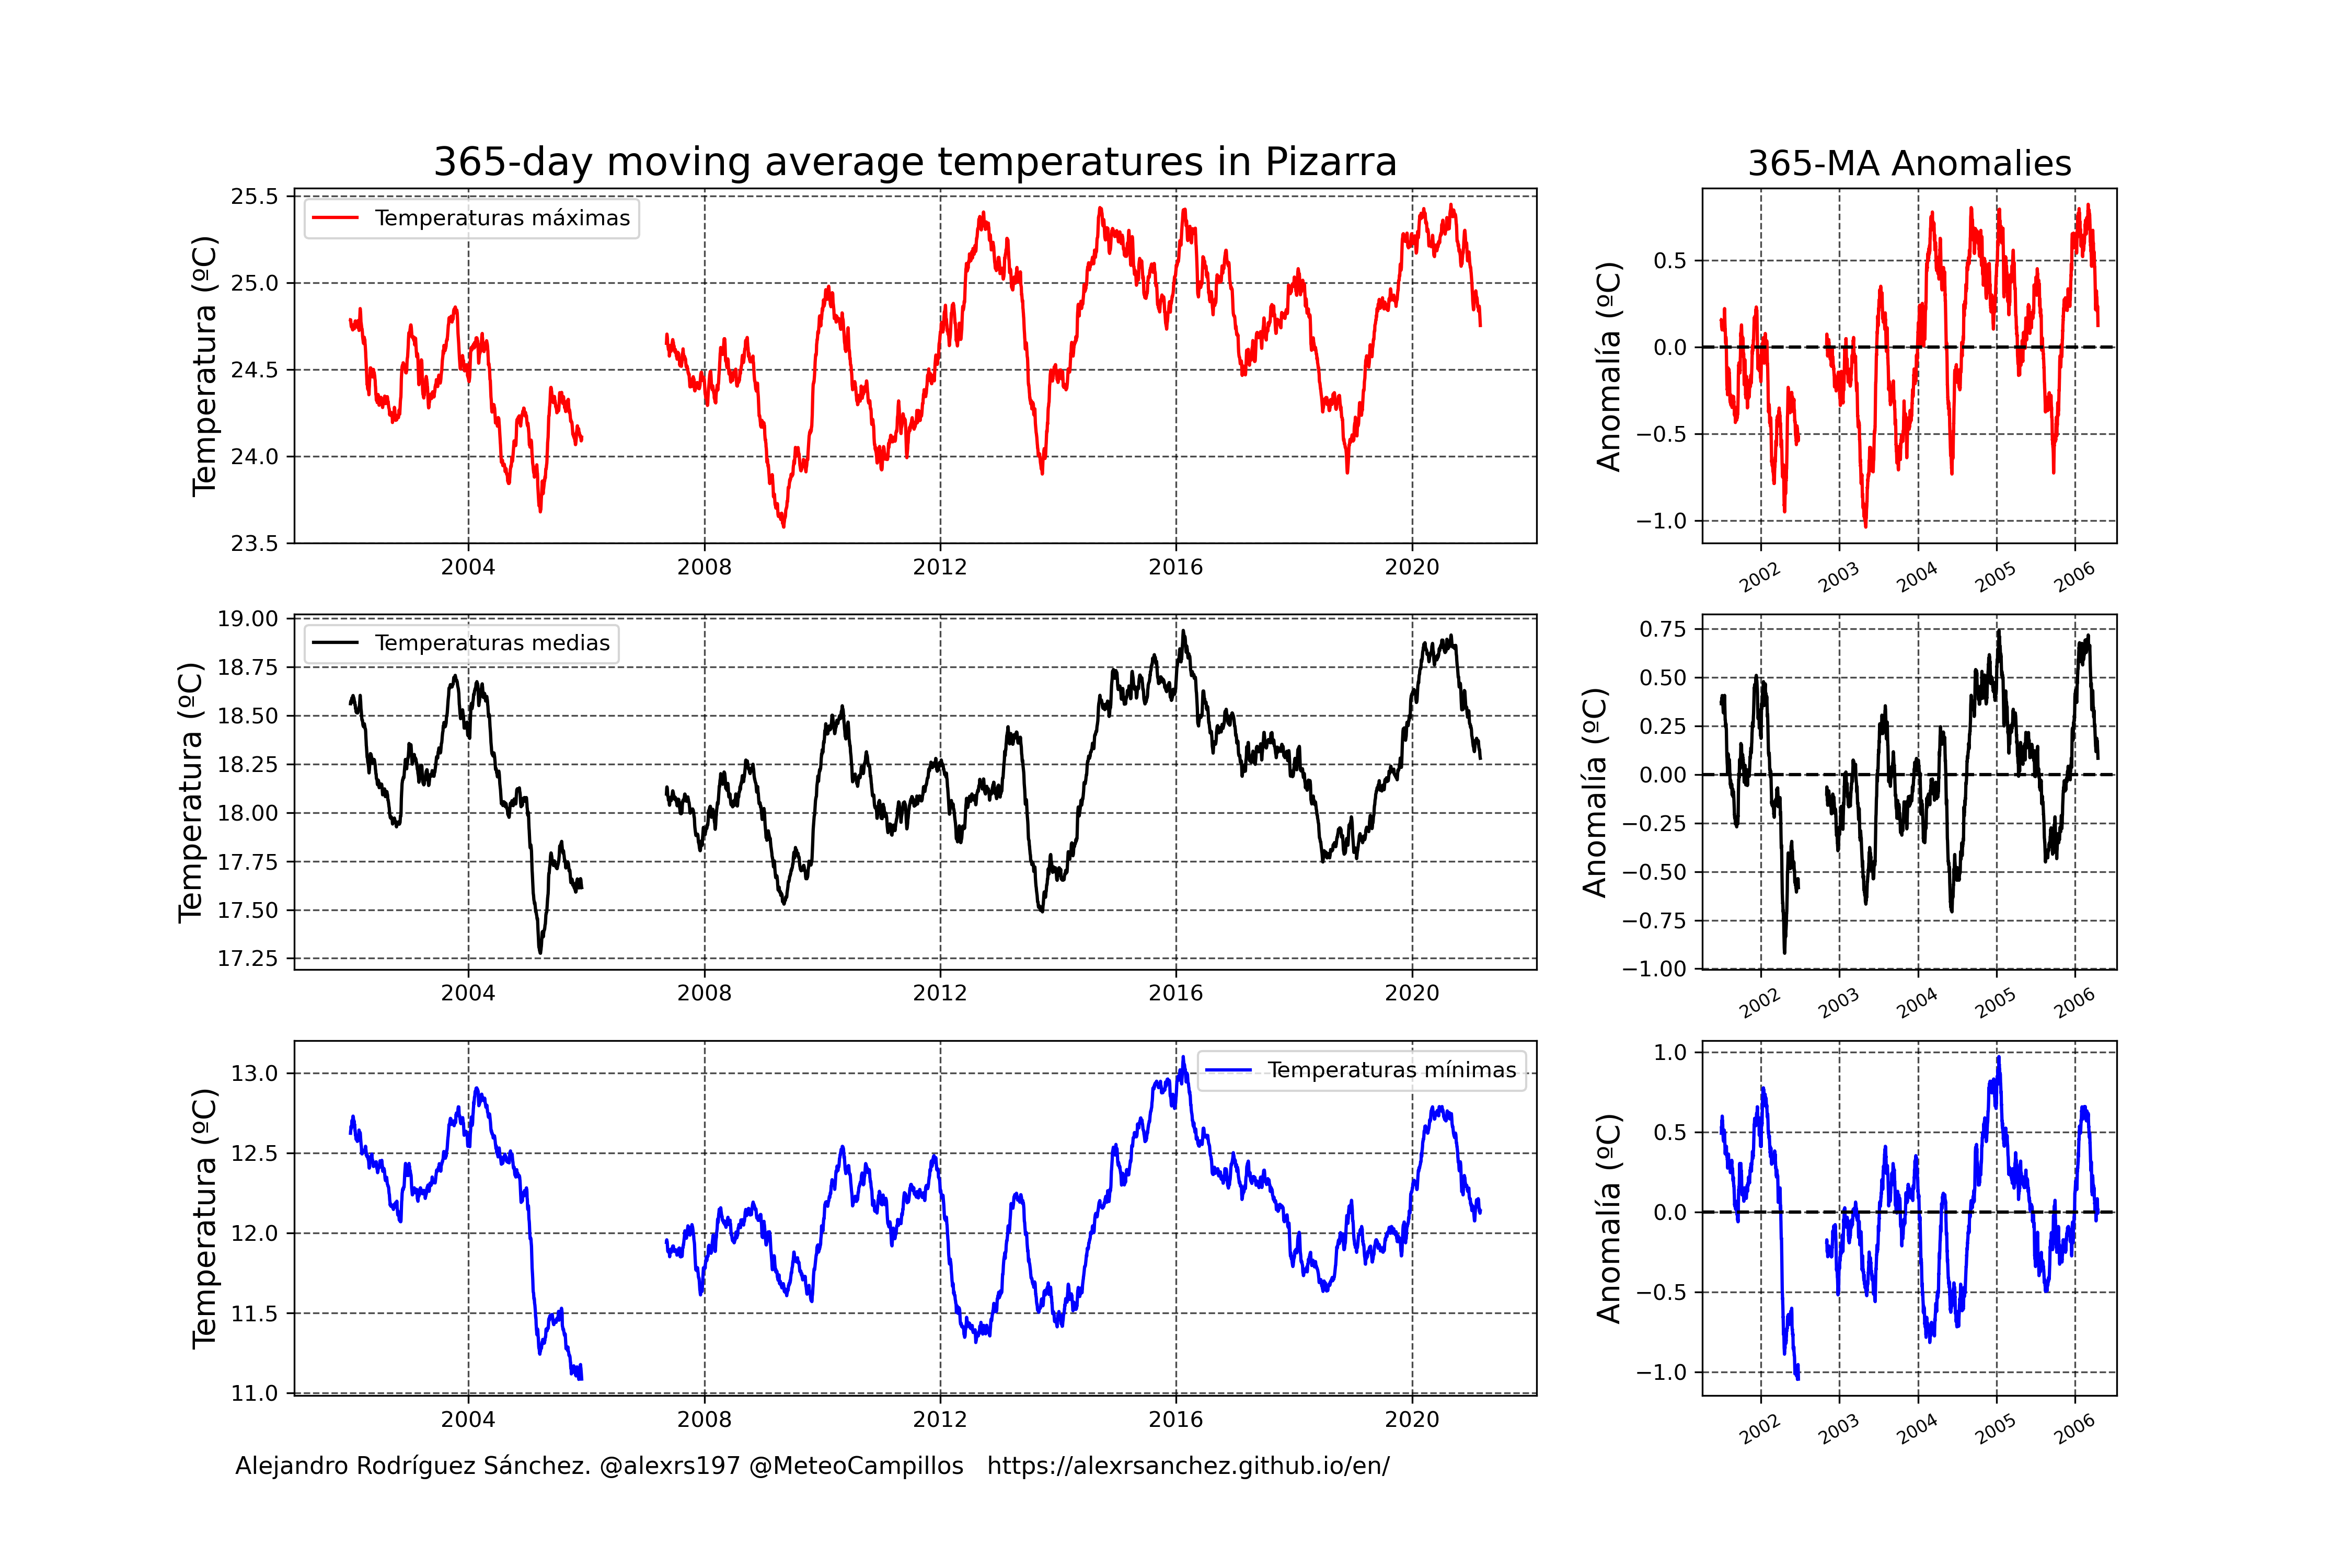 365-day moving average temperatures in Pizarra
365-MA Anomalies
Temperatura (ºC)
25.5
25.0
24.5
24.0
23.5
Temperaturas máximas
2004 2008 2012 2016 2020
Anomalía (ºC)
0.5
0.0
−0.5
−1.0
2002 2003 2004 2005 2006
Temperatura (ºC)
19.00
18.75
18.50
18.25
18.00
17.75
17.50
17.25
Temperaturas medias
2004 2008 2012 2016 2020
Anomalía (ºC)
0.75
0.50
0.25
0.00
−0.25
−0.50
−0.75
−1.00
2002 2003 2004 2005 2006
Temperatura (ºC)
13.0
12.5
12.0
11.5
11.0
Temperaturas mínimas
2004 2008 2012 2016 2020
Anomalía (ºC)
1.0
0.5
0.0
−0.5
−1.0
2002 2003 2004 2005 2006
Alejandro Rodríguez Sánchez. @alexrs197 @MeteoCampillos https://alexrsanchez.github.io/en/